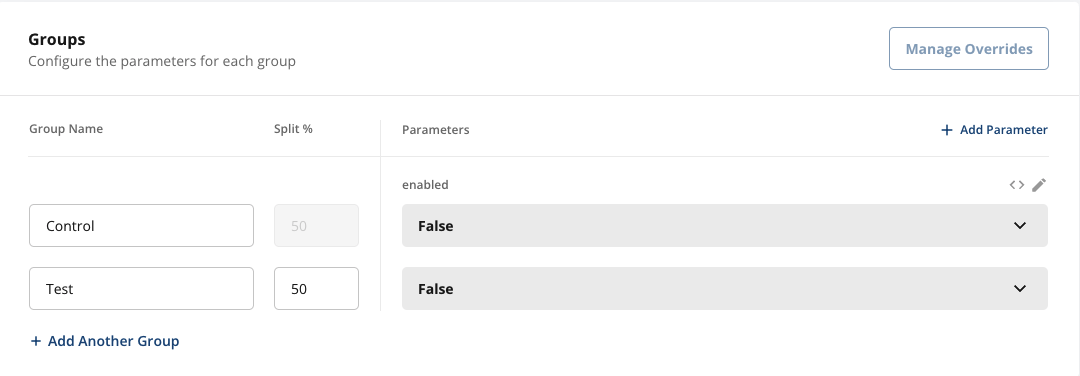 Groups
Configure the parameters for each group
Manage Overrides
Group Name
Split %
Parameters
+ Add Parameter
enabled
<>
Control
50
False
Test
50
False
+ Add Another Group